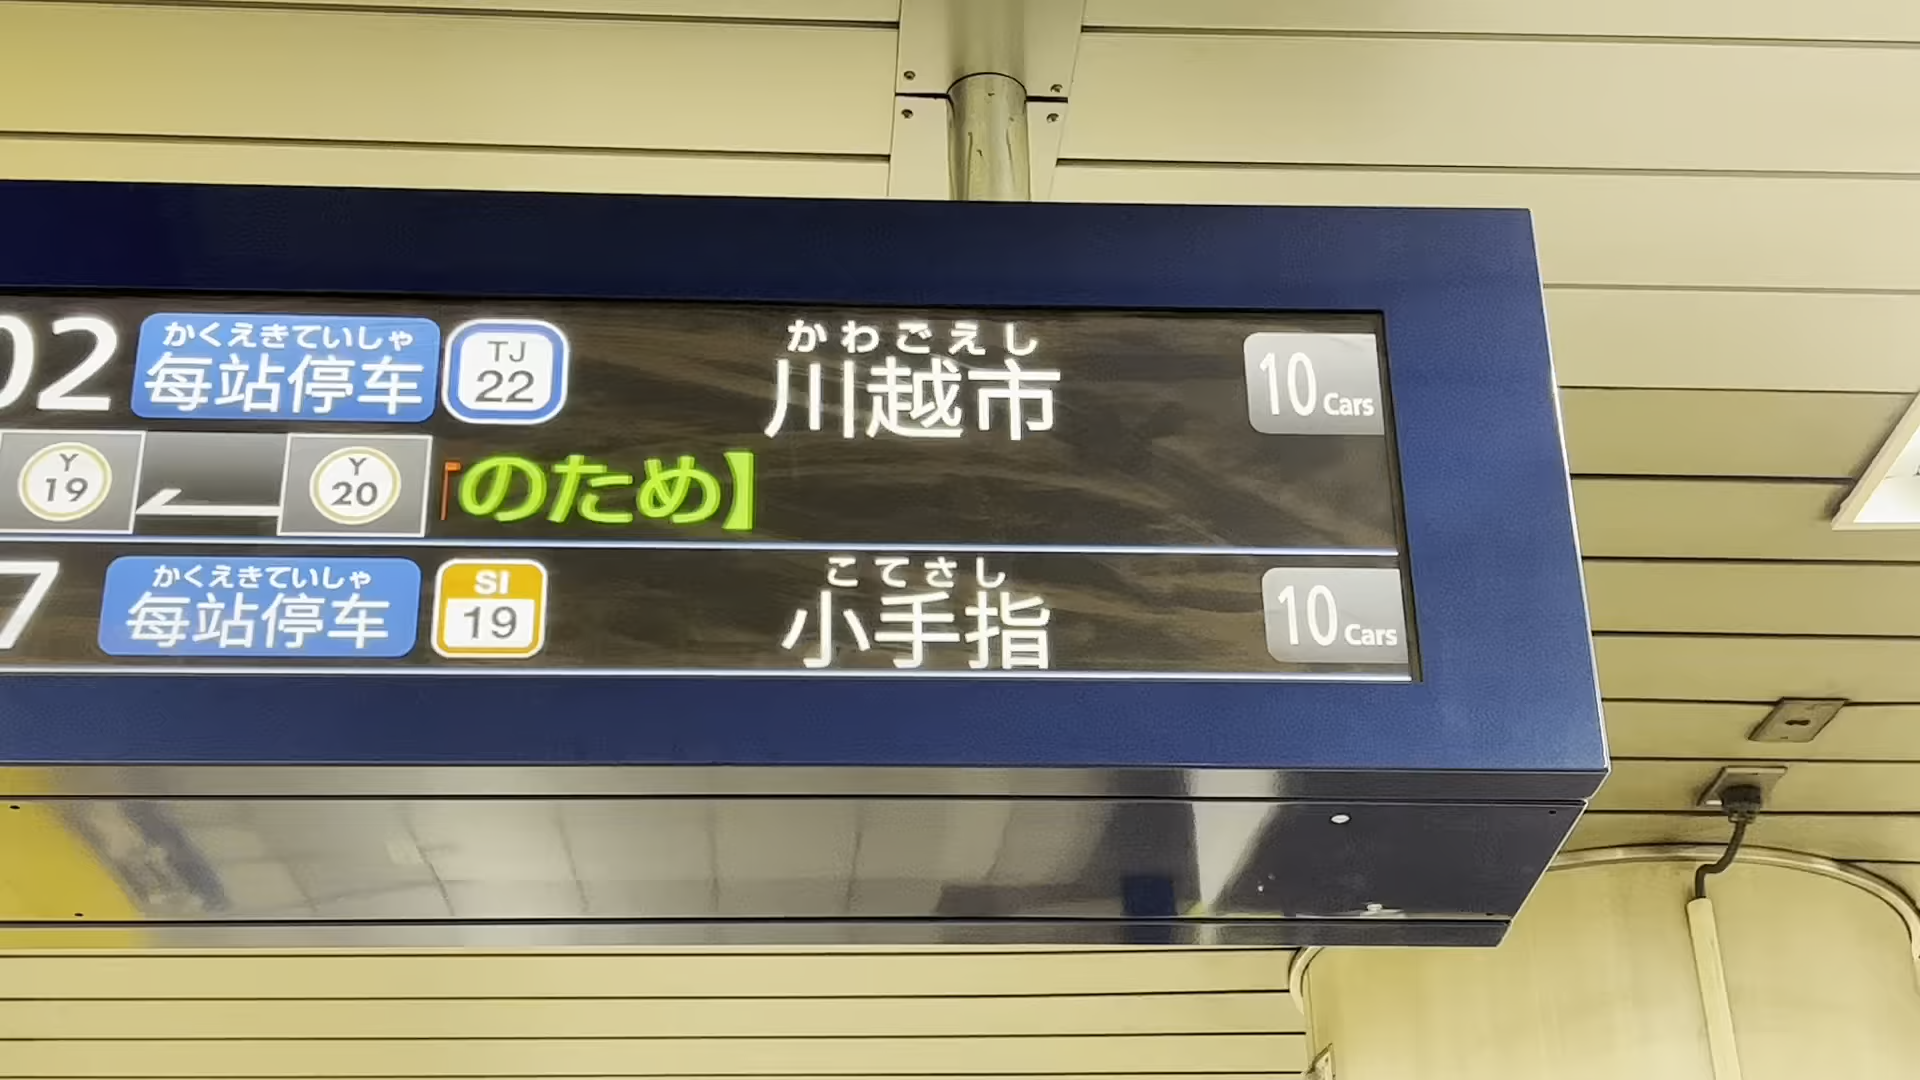 02 かくえきていしゃ 每站停车 TJ 22 かわごえし 川越市 10 Cars
Y 19 Y 20 のため】
7 かくえきていしゃ 每站停车 SI 19 こてさし 小手指 10 Cars